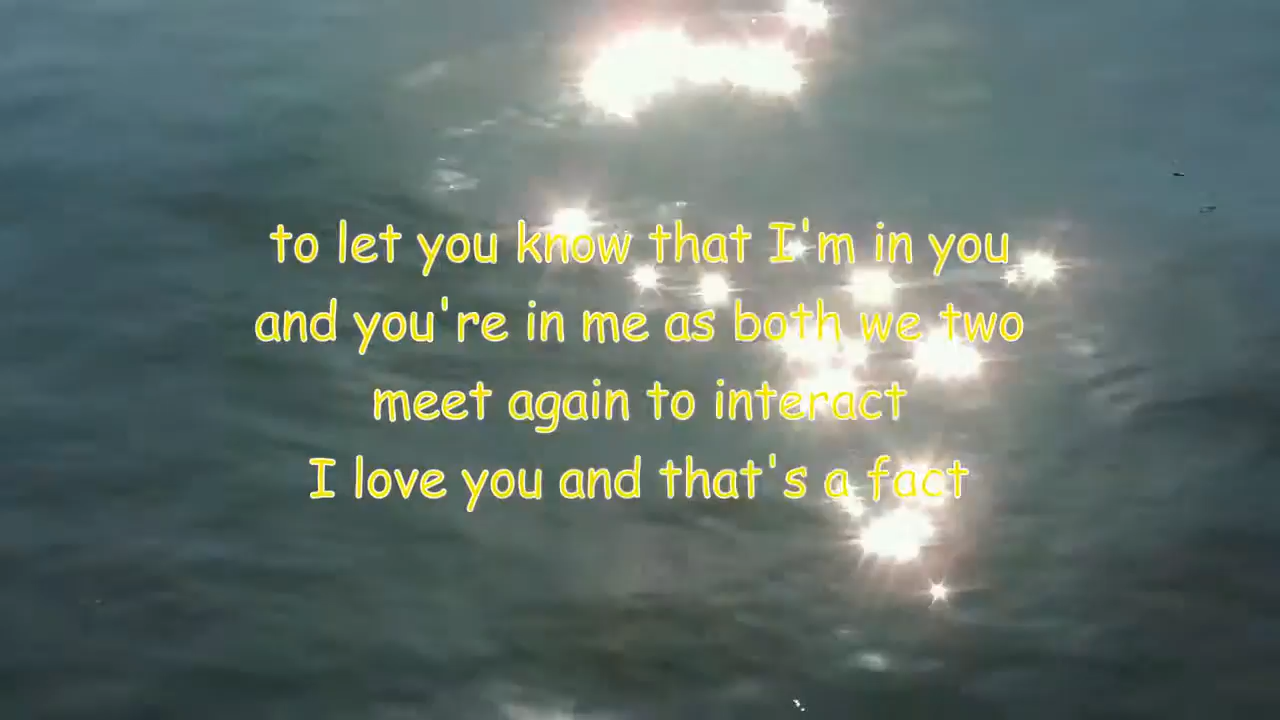 to let you know that I'm in you
and you're in me as both we two
meet again to interact
I love you and that's a fact